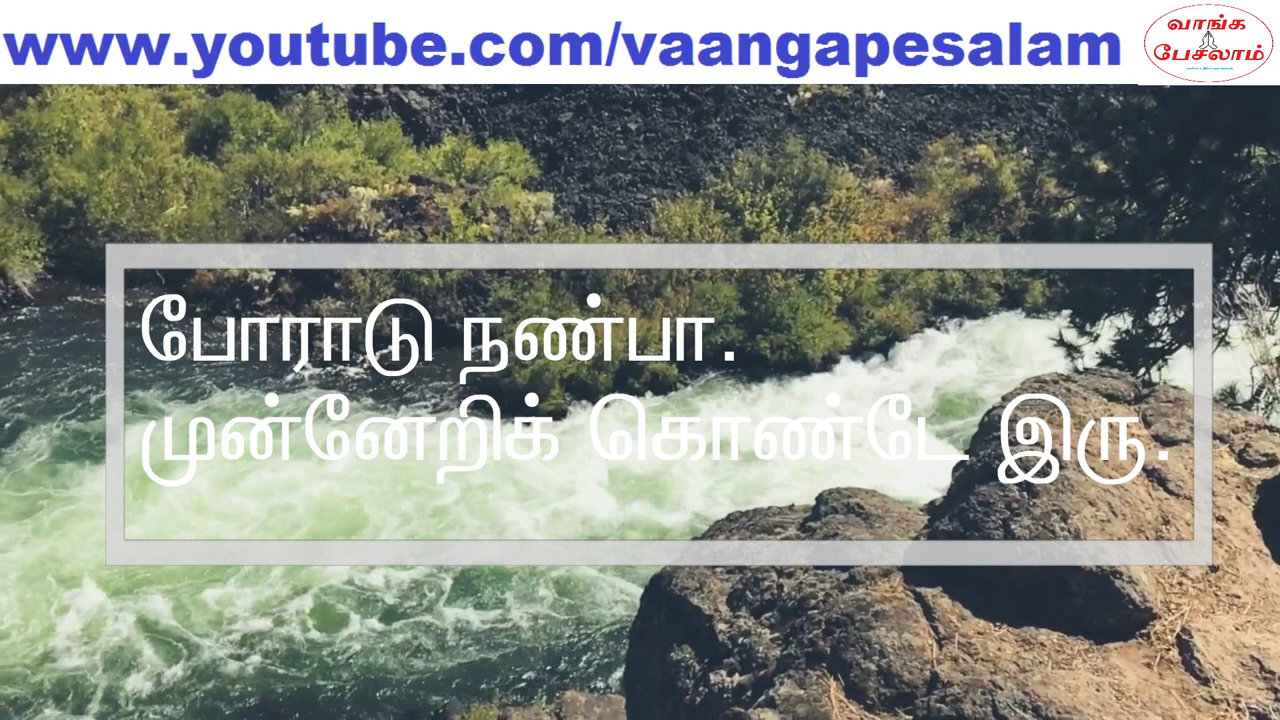 www.youtube.com/vaangapesalam
வாங்க
பேசலாம்
போராடு நண்பா.
முன்னேறிக் கொண்டே இரு.